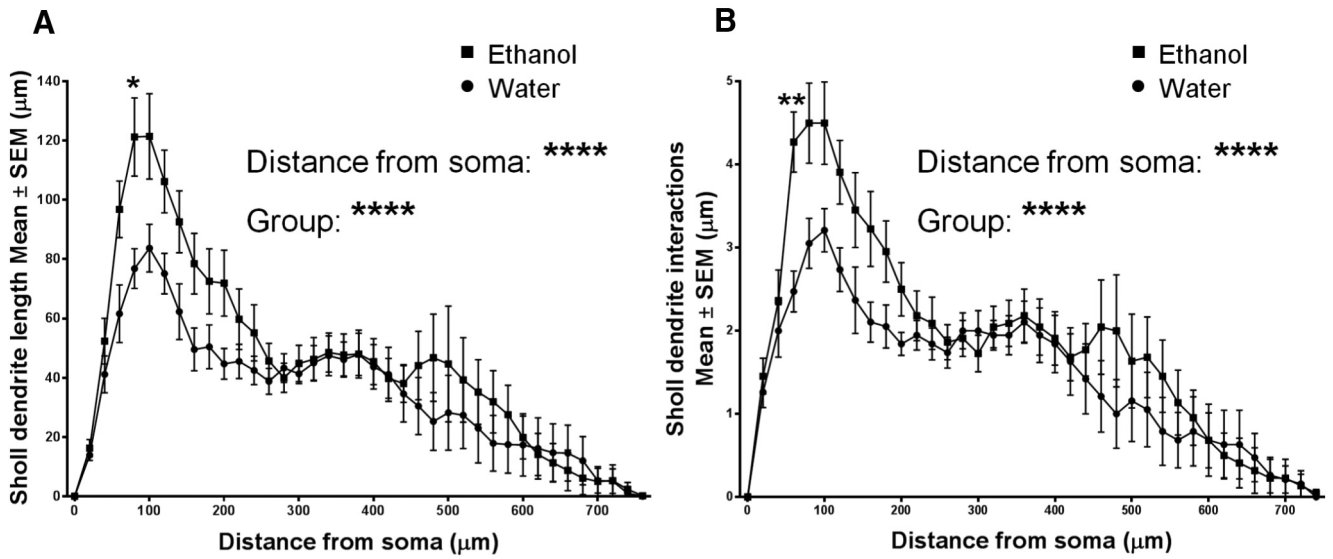 A
Ethanol
Water
Sholl dendrite length Mean ± SEM (µm)
140
120
100
80
60
40
20
0
*
Distance from soma: ****
Group: ****
0 100 200 300 400 500 600 700
Distance from soma (µm)
B
Ethanol
Water
Sholl dendrite interactions
Mean ± SEM (µm)
5
4
3
2
1
0
**
Distance from soma: ****
Group: ****
0 100 200 300 400 500 600 700
Distance from soma (µm)